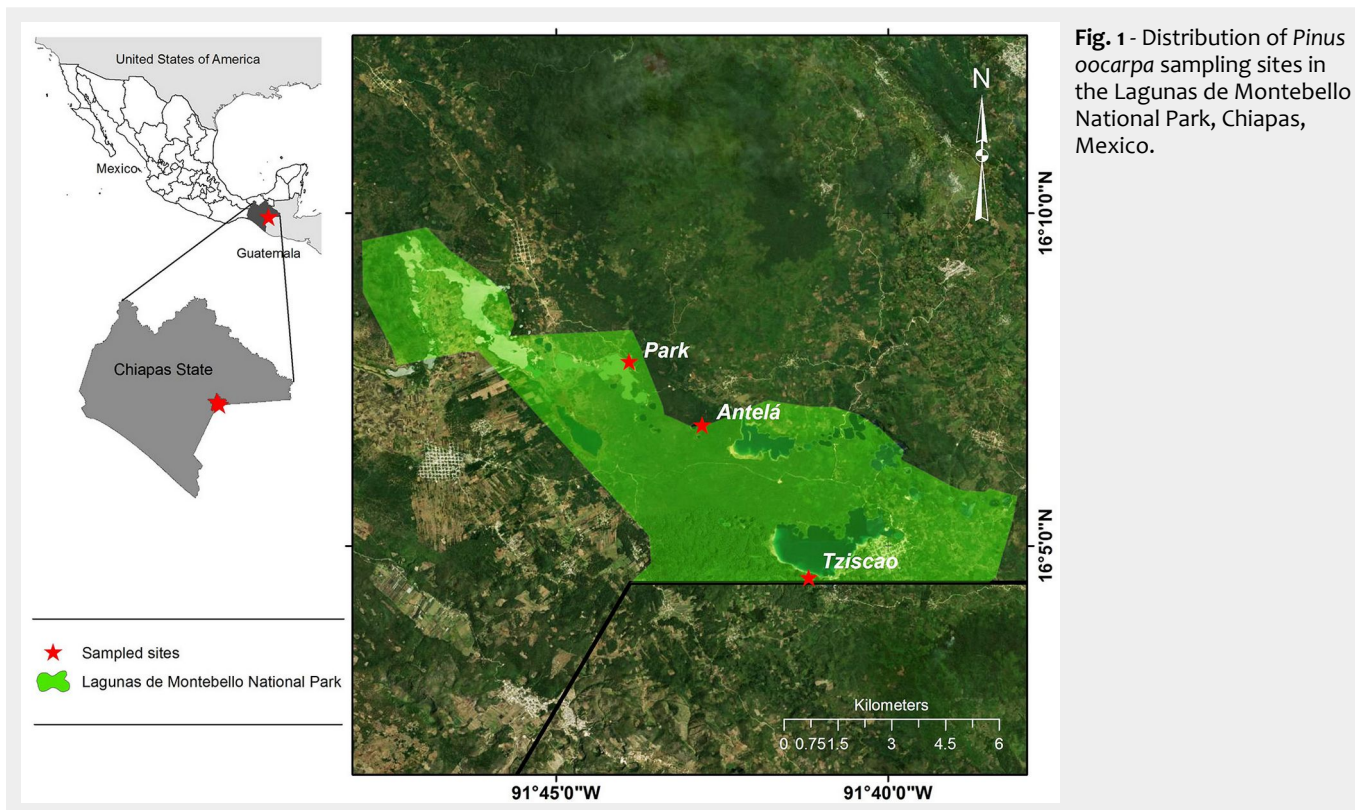 United States of America
Mexico
Guatemala
Chiapas State
Sampled sites
Lagunas de Montebello National Park
N
Park
Antelá
Tziscao
Kilometers
0 0.75 1.5 3 4.5 6
16°10'0"N
16°5'0"N
91°45'0"W
91°40'0"W
Fig. 1 - Distribution of Pinus
oocarpa sampling sites in
the Lagunas de Montebello
National Park, Chiapas,
Mexico.